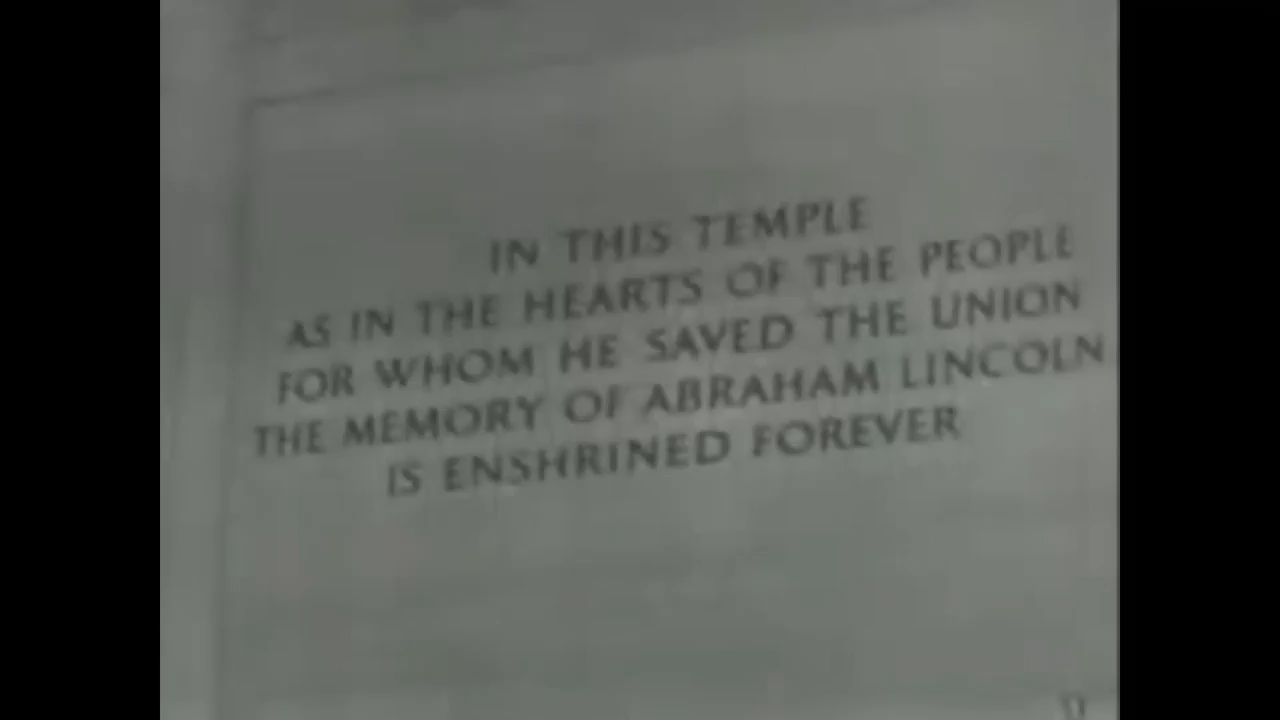 IN THIS TEMPLE
AS IN THE HEARTS OF THE PEOPLE
FOR WHOM HE SAVED THE UNION
THE MEMORY OF ABRAHAM LINCOLN
IS ENSHRINED FOREVER